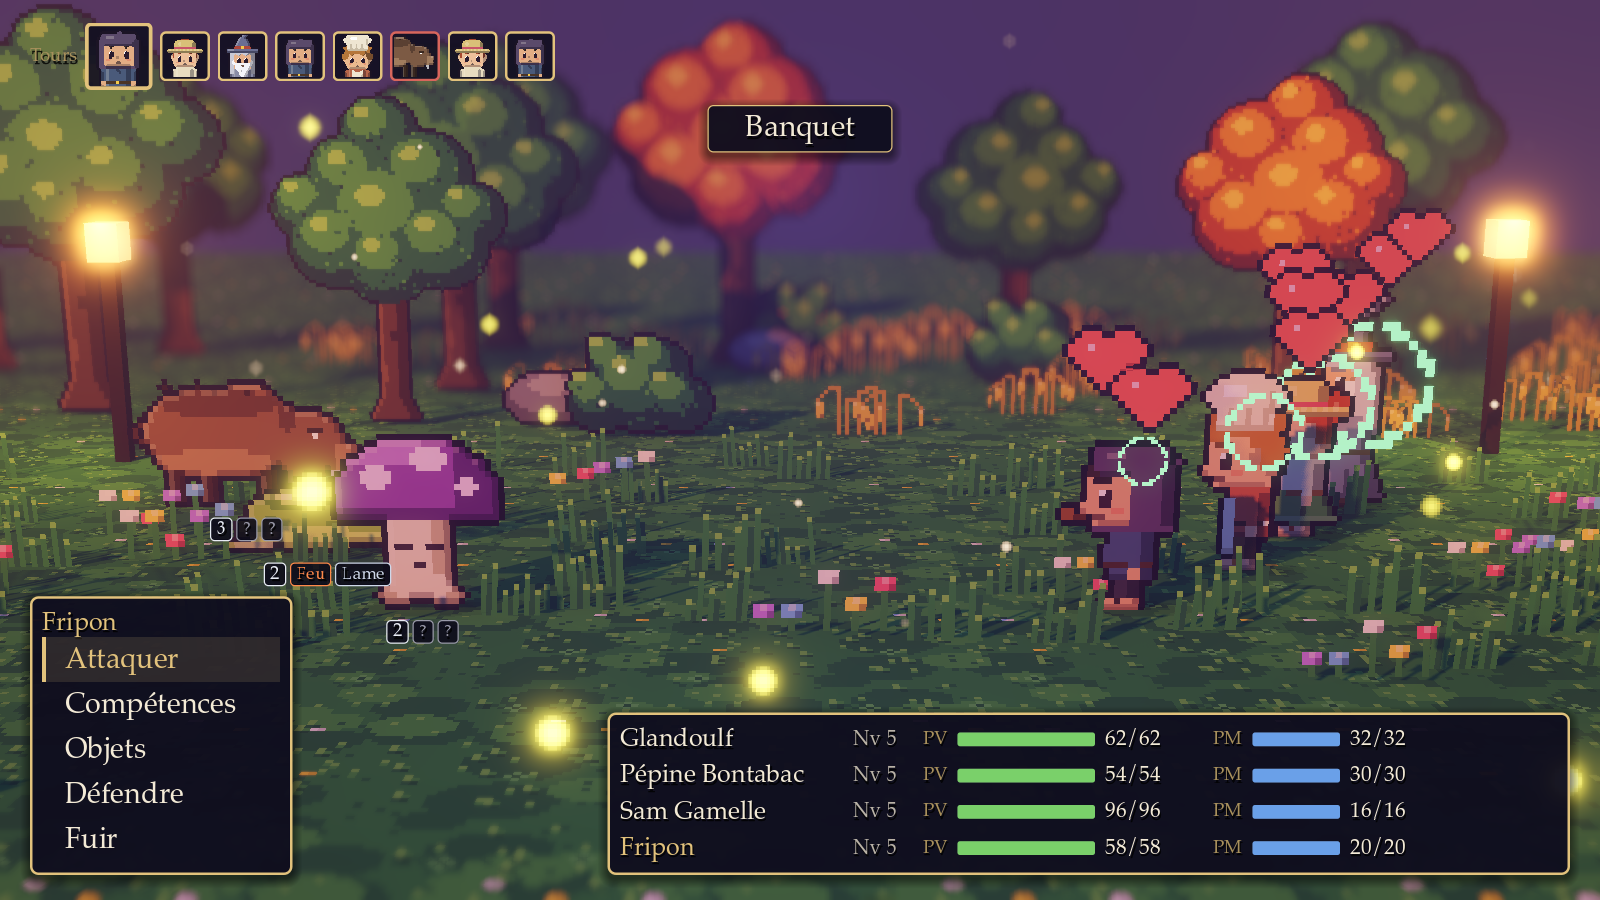 Tours
Banquet
3 ? ?
2 Feu Lame
2 ? ?
Fripon
Attaquer
Compétences
Objets
Défendre
Fuir
Glandoulf Nv 5 PV 62/62 PM 32/32
Pépine Bontabac Nv 5 PV 54/54 PM 30/30
Sam Gamelle Nv 5 PV 96/96 PM 16/16
Fripon Nv 5 PV 58/58 PM 20/20